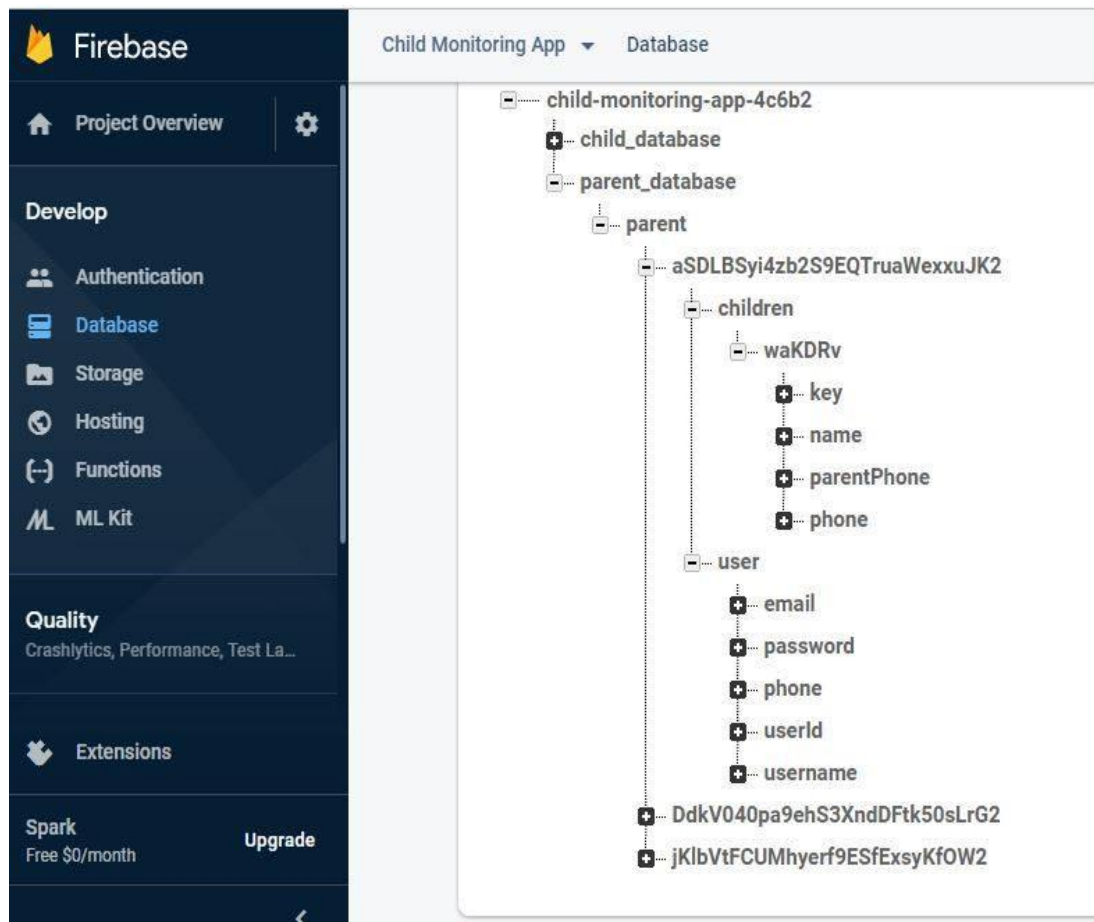 Firebase
Child Monitoring App Database
Project Overview
Develop
Authentication
Database
Storage
Hosting
Functions
ML Kit
Quality
Crashlytics, Performance, Test La...
Extensions
Spark
Free $0/month
Upgrade
child-monitoring-app-4c6b2
child_database
parent_database
parent
aSDLBSyi4zb2S9EQTruaWexxuJK2
children
waKDRv
key
name
parentPhone
phone
user
email
password
phone
userId
username
DdkV040pa9ehS3XndDFtk50sLrG2
jKlbVtFCUMhyerf9ESfExsyKfOW2